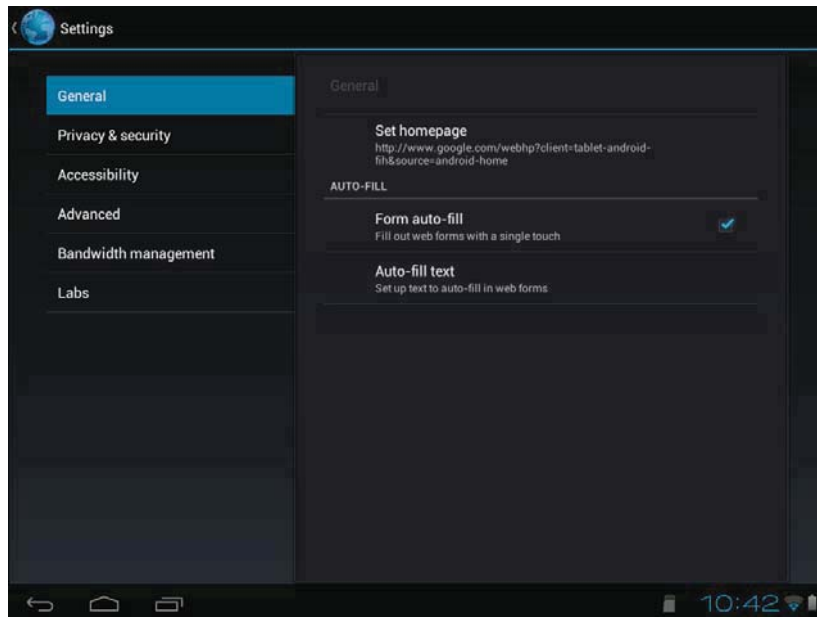 Settings
General
Privacy & security
Accessibility
Advanced
Bandwidth management
Labs
General
Set homepage
http://www.google.com/webhp?client=tablet-android-
fih&source=android-home
AUTO-FILL
Form auto-fill
Fill out web forms with a single touch
Auto-fill text
Set up text to auto-fill in web forms
10:42